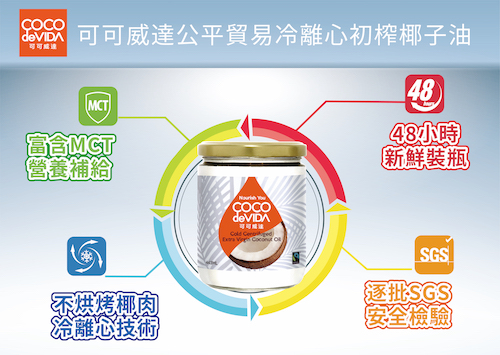 COCO
deVIDA
可可威達
可可威達公平貿易冷離心初榨椰子油
MCT
富含MCT
營養補給
48
48小時
新鮮裝瓶
Nourish You
COCO
deVIDA
可可威達
Cold Centrifuged
Extra Virgin Coconut Oil
不烘烤椰肉
冷離心技術
SGS
逐批SGS
安全檢驗